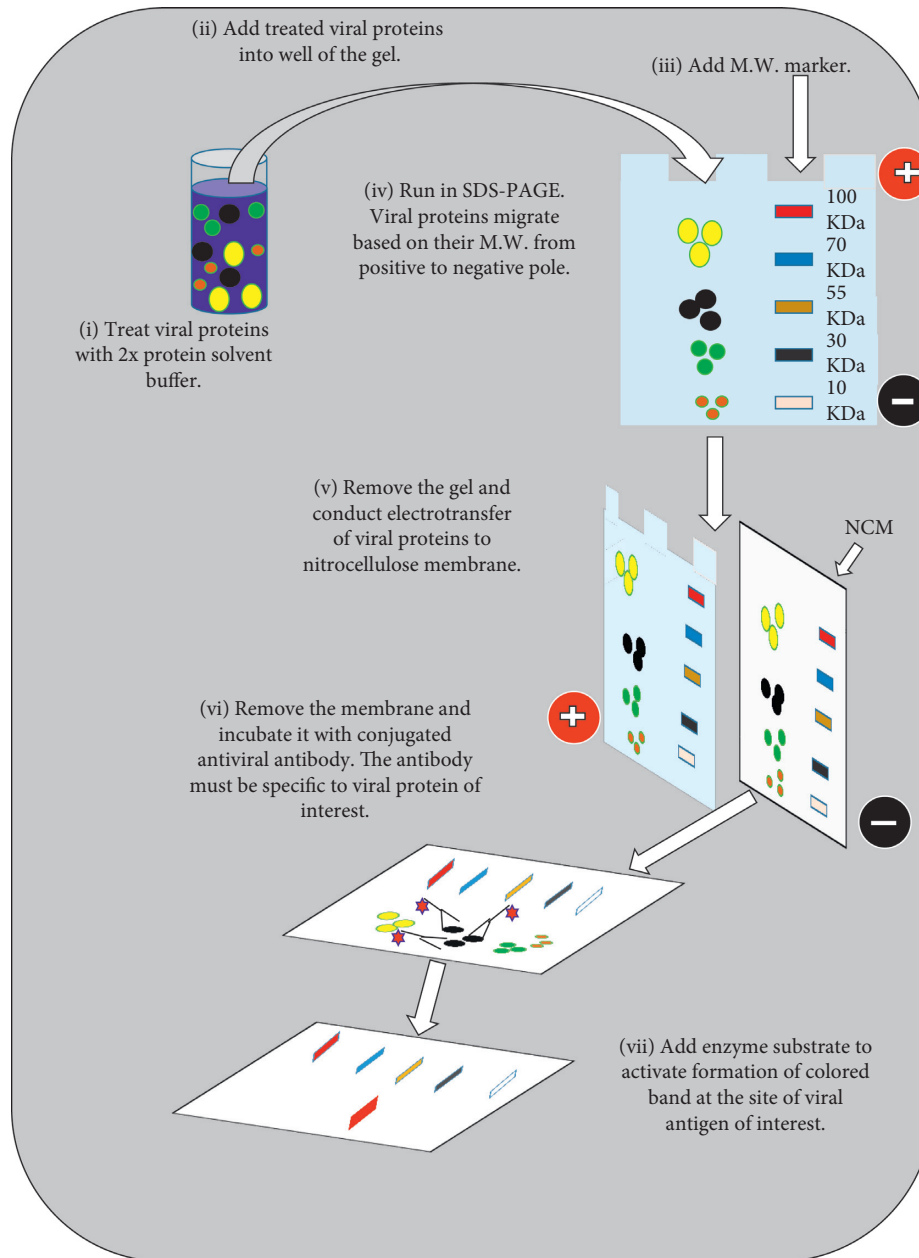 (ii) Add treated viral proteins
into well of the gel.
(iii) Add M.W. marker.
(iv) Run in SDS-PAGE.
Viral proteins migrate
based on their M.W. from
positive to negative pole.
+
100
KDa
70
KDa
55
KDa
30
KDa
10
KDa
−
(i) Treat viral proteins
with 2x protein solvent
buffer.
(v) Remove the gel and
conduct electrotransfer
of viral proteins to
nitrocellulose membrane.
NCM
(vi) Remove the membrane and
incubate it with conjugated
antiviral antibody. The antibody
must be specific to viral protein of
interest.
+
−
(vii) Add enzyme substrate to
activate formation of colored
band at the site of viral
antigen of interest.